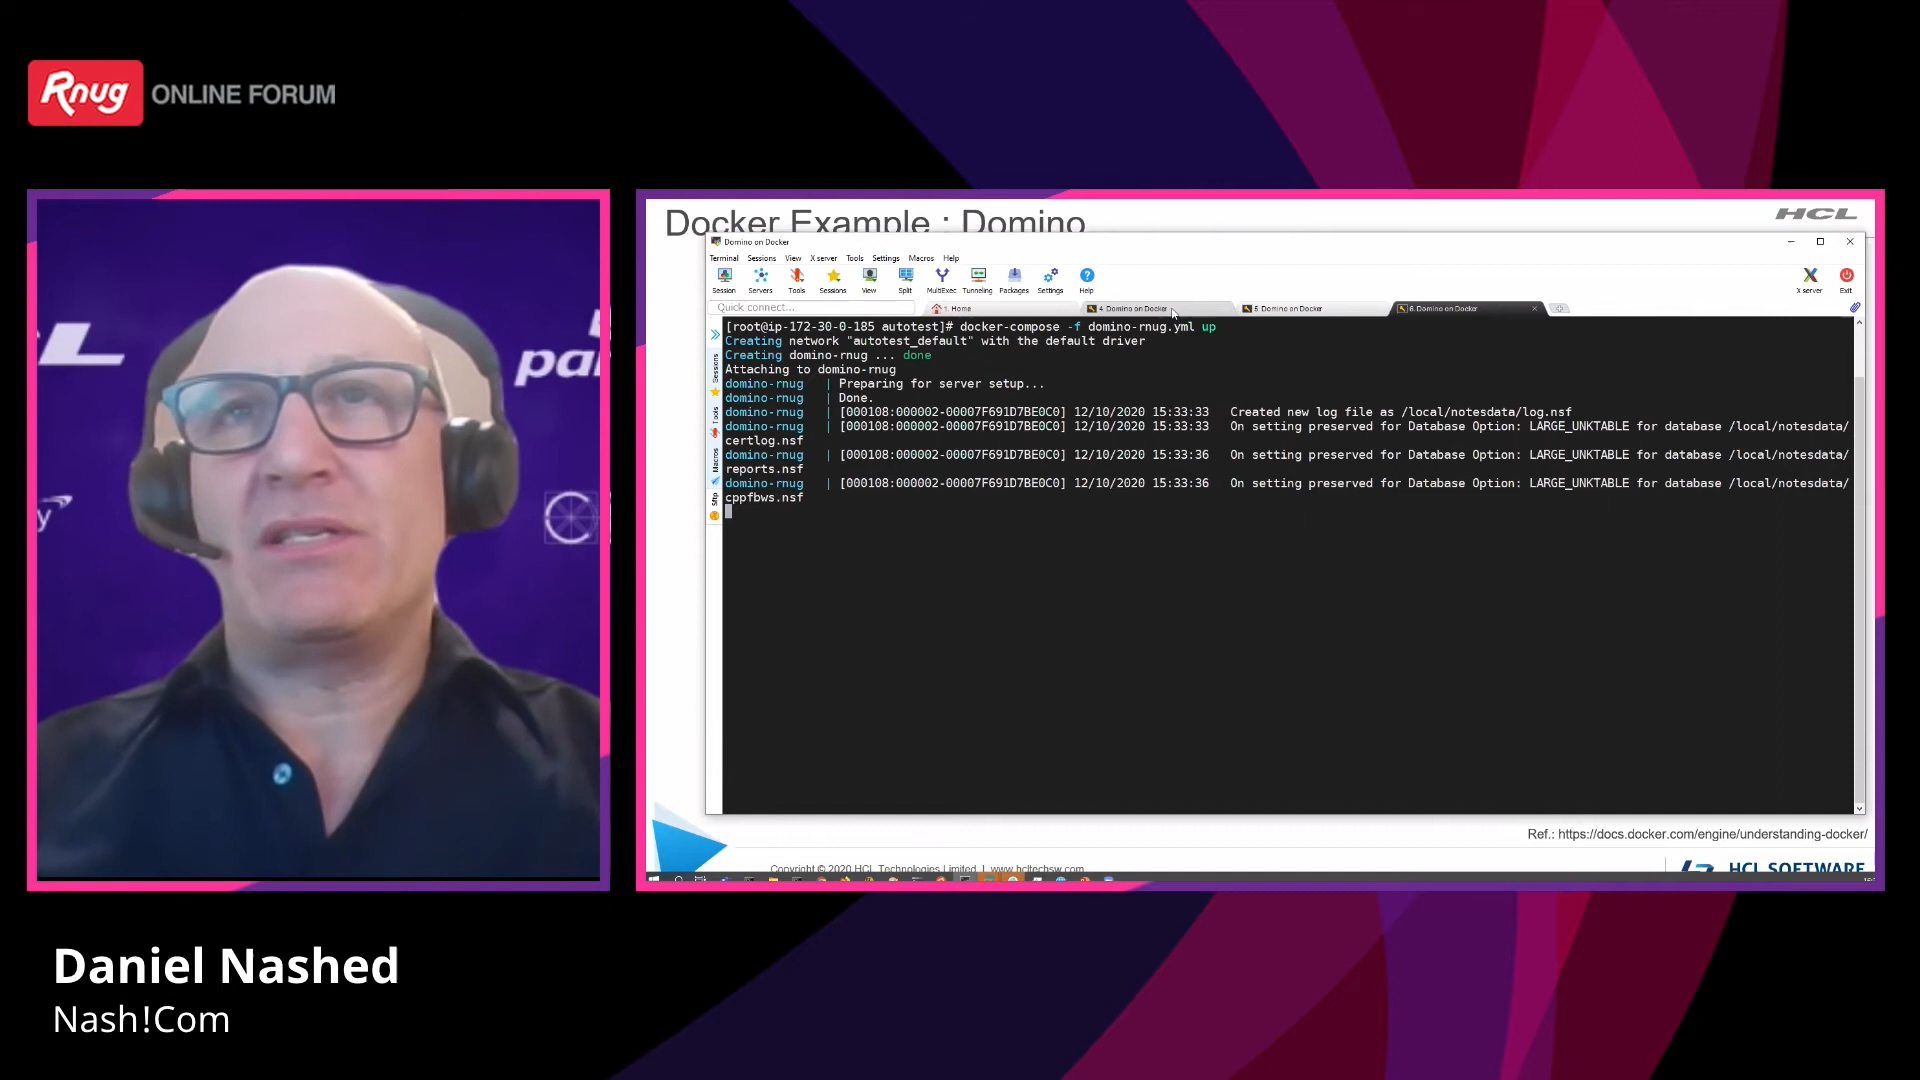 Rnug ONLINE FORUM
Docker Example : Domino
HCL
Domino on Docker
Terminal Sessions View X server Tools Settings Macros Help
Session Servers Tools Sessions View Split MultiExec Tunneling Packages Settings Help X server Exit
Quick connect... 1. Home 4. Domino on Docker 5. Domino on Docker 6. Domino on Docker
Sessions
Tools
Macros
Sftp
[root@ip-172-30-0-185 autotest]# docker-compose -f domino-rnug.yml up
Creating network "autotest_default" with the default driver
Creating domino-rnug ... done
Attaching to domino-rnug
domino-rnug | Preparing for server setup...
domino-rnug | Done.
domino-rnug | [000108:000002-00007F691D7BE0C0] 12/10/2020 15:33:33 Created new log file as /local/notesdata/log.nsf
domino-rnug | [000108:000002-00007F691D7BE0C0] 12/10/2020 15:33:33 On setting preserved for Database Option: LARGE_UNKTABLE for database /local/notesdata/
certlog.nsf
domino-rnug | [000108:000002-00007F691D7BE0C0] 12/10/2020 15:33:36 On setting preserved for Database Option: LARGE_UNKTABLE for database /local/notesdata/
reports.nsf
domino-rnug | [000108:000002-00007F691D7BE0C0] 12/10/2020 15:33:36 On setting preserved for Database Option: LARGE_UNKTABLE for database /local/notesdata/
cppfbws.nsf
Ref.: https://docs.docker.com/engine/understanding-docker/
Copyright © 2020 HCL Technologies Limited | www.hcltechsw.com
HCL SOFTWARE
Daniel Nashed
Nash!Com